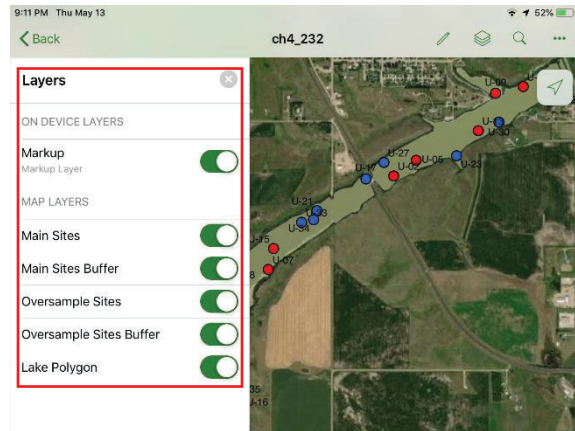 9:11 PM Thu May 13
52%
Back
ch4_232
Layers
ON DEVICE LAYERS
Markup
Markup Layer
MAP LAYERS
Main Sites
Main Sites Buffer
Oversample Sites
Oversample Sites Buffer
Lake Polygon
U-09
U-
U-30
U-27
U-05
U-23
U-17
U-02
U-21
U-34
U-15
U-07
8
35
U-16